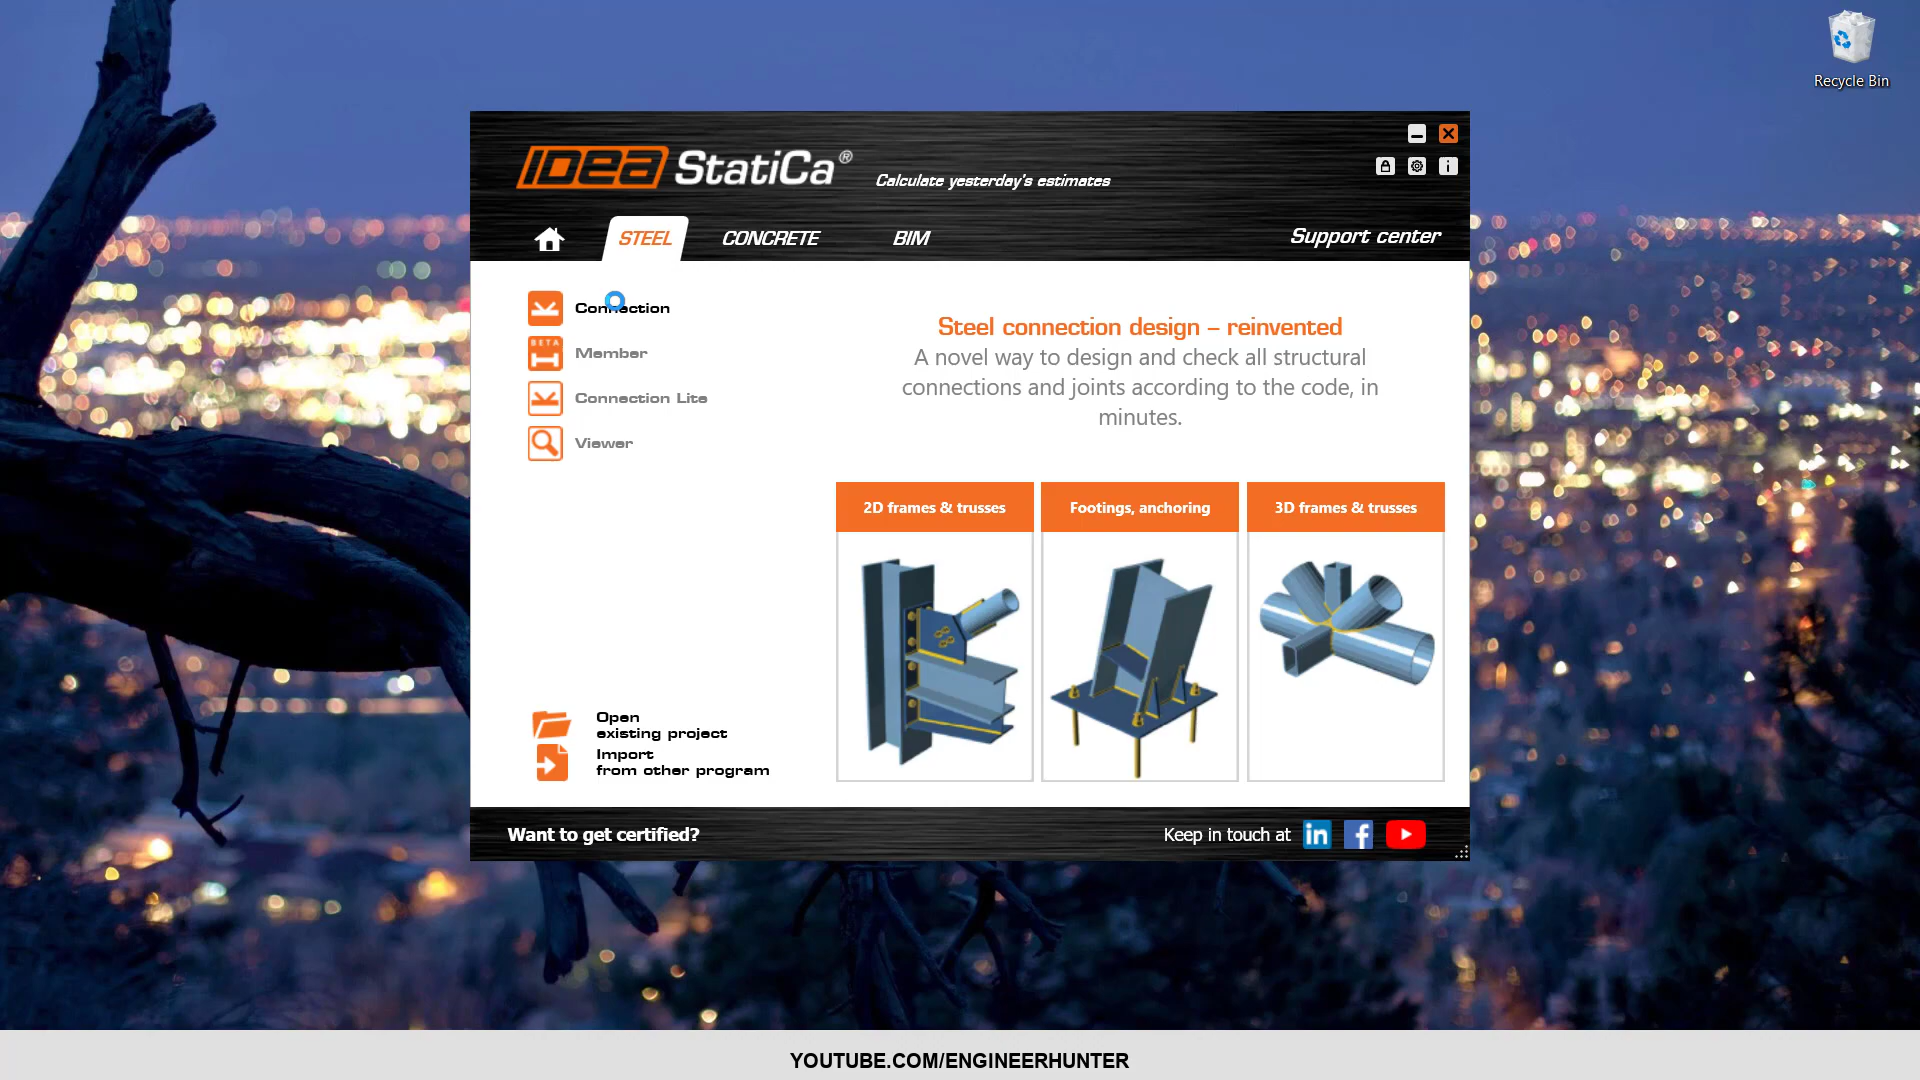 Recycle Bin
IDEA StatiCa®
Calculate yesterday's estimates
STEEL
CONCRETE
BIM
Support center
Connection
BETA
Member
Connection Lite
Viewer
Steel connection design – reinvented
A novel way to design and check all structural
connections and joints according to the code, in
minutes.
2D frames & trusses
Footings, anchoring
3D frames & trusses
Open
existing project
Import
from other program
Want to get certified?
Keep in touch at
in
f
YOUTUBE.COM/ENGINEERHUNTER